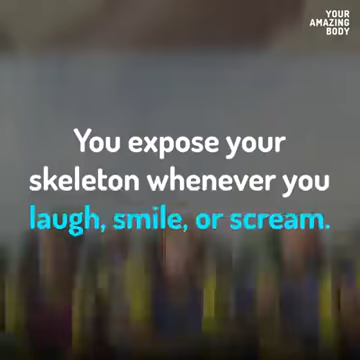 YOUR
AMAZING
BODY
You expose your
skeleton whenever you
laugh, smile, or scream.